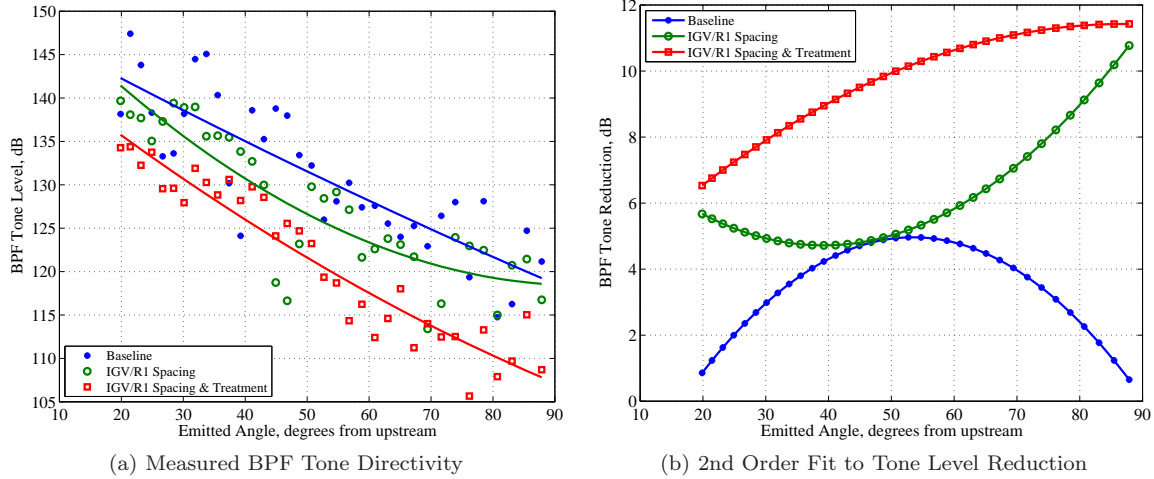 150
145
140
135
130
125
120
115
110
105
BPF Tone Level, dB
Baseline
IGV/R1 Spacing
IGV/R1 Spacing & Treatment
10 20 30 40 50 60 70 80 90
Emitted Angle, degrees from upstream
(a) Measured BPF Tone Directivity
12
10
8
6
4
2
0
BPF Tone Reduction, dB
Baseline
IGV/R1 Spacing
IGV/R1 Spacing & Treatment
10 20 30 40 50 60 70 80 90
Emitted Angle, degrees from upstream
(b) 2nd Order Fit to Tone Level Reduction